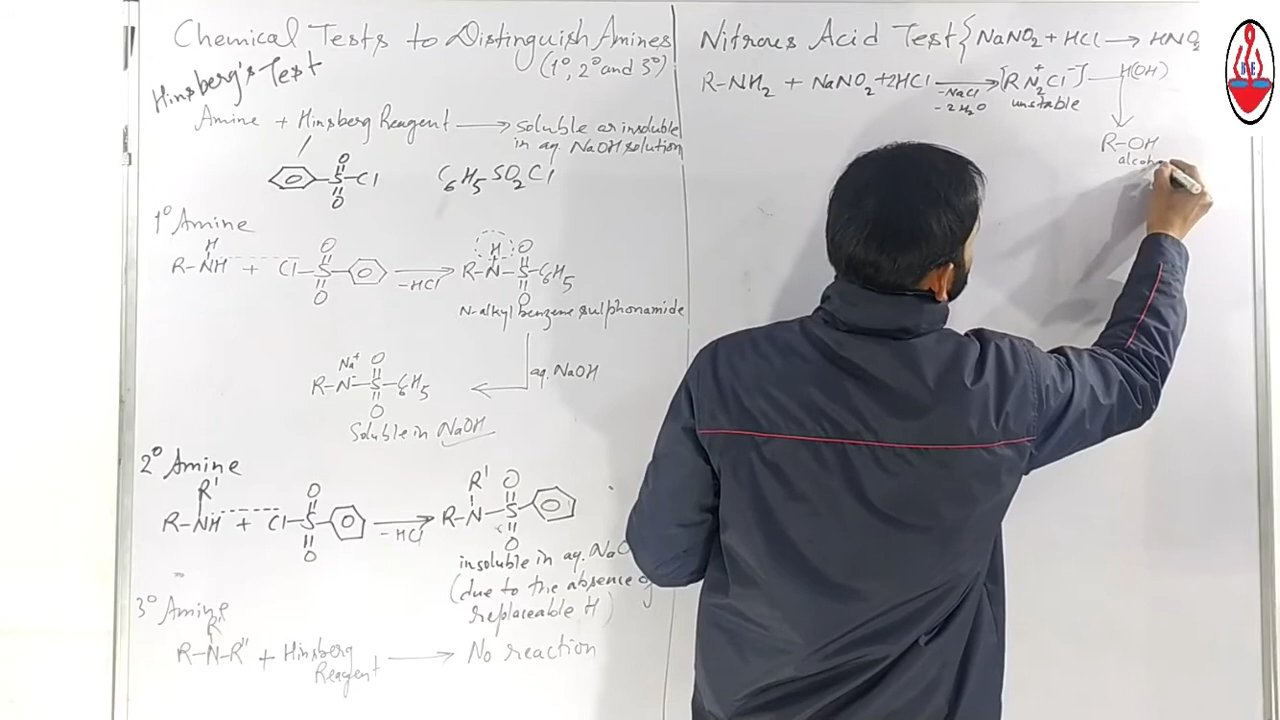 Chemical Tests to Distinguish Amines
(1°, 2° and 3°)
Hinsberg's Test
Amine + Hinsberg Reagent → soluble or insoluble
in aq. NaOH solution
O
S–Cl
O
C6H5SO2Cl
1° Amine
H
R–NH + Cl–S
O
O
–HCl
H O
R–N–S–C6H5
O
N-alkyl benzene sulphonamide
aq. NaOH
Na+ O
R–N-–S–C6H5
O
Soluble in NaOH
2° Amine
R'
R–NH + Cl–S
O
O
–HCl
R' O
R–N–S
O
insoluble in aq. NaO
(due to the absence o
replaceable H)
3° Amine
R'
R–N–R'' + Hinsberg
Reagent
→ No reaction
Nitrous Acid Test {NaNO2 + HCl → HNO2
R–NH2 + NaNO2 + 2HCl → [R N2+ Cl-] – H(OH)
–NaCl
–2H2O
unstable
R–OH
alcoho